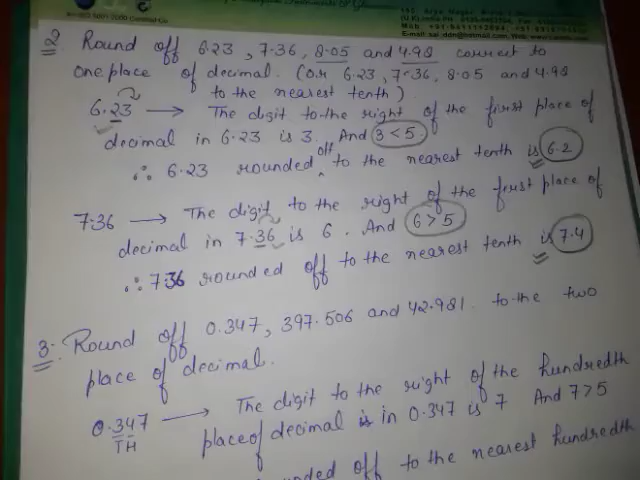 2. Round off 6.23, 7.36, 8.05 and 4.98 correct to
one place of decimal. (or 6.23, 7.36, 8.05 and 4.98
to the nearest tenth)
6.23 → The digit to the right of the first place of
decimal in 6.23 is 3. And 3 < 5
∴ 6.23 rounded off to the nearest tenth is 6.2
7.36 → The digit to the right of the first place of
decimal in 7.36 is 6. And 6 > 5
∴ 7.36 rounded off to the nearest tenth is 7.4
3. Round off 0.347, 397.506 and 42.981 to the two
place of decimal.
0.347 → The digit to the right of the hundredth
TH place of decimal is in 0.347 is 7 And 7 > 5
off to the nearest hundredth